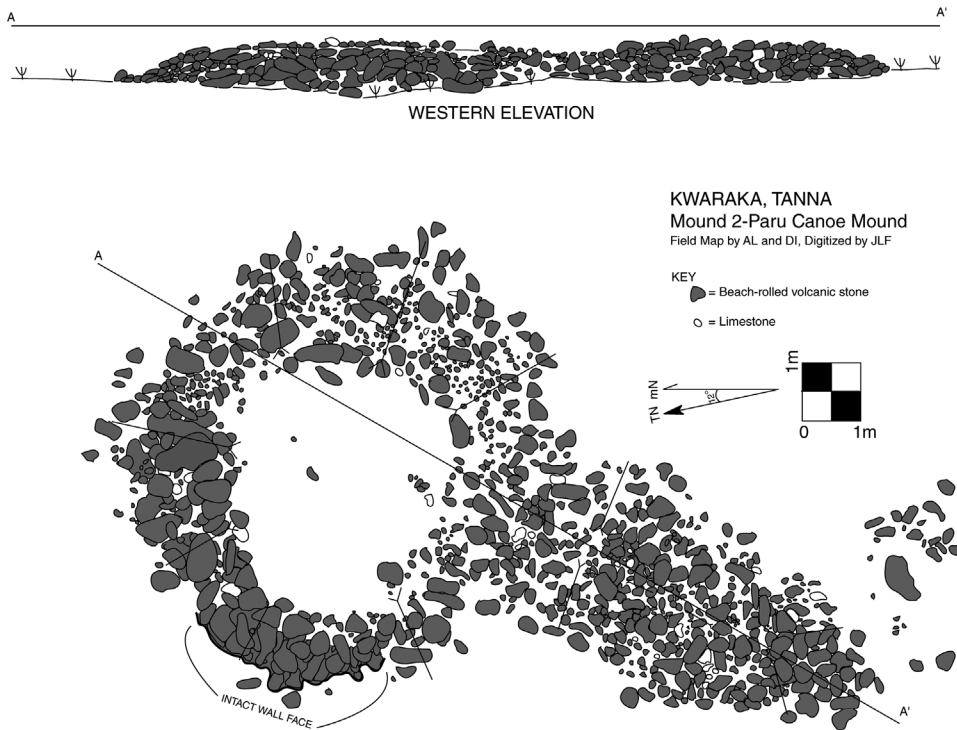 A
A'
WESTERN ELEVATION
KWARAKA, TANNA
Mound 2-Paru Canoe Mound
Field Map by AL and DI, Digitized by JLF
KEY
= Beach-rolled volcanic stone
= Limestone
A
1m
TN mN
12°
0 1m
INTACT WALL FACE
A'